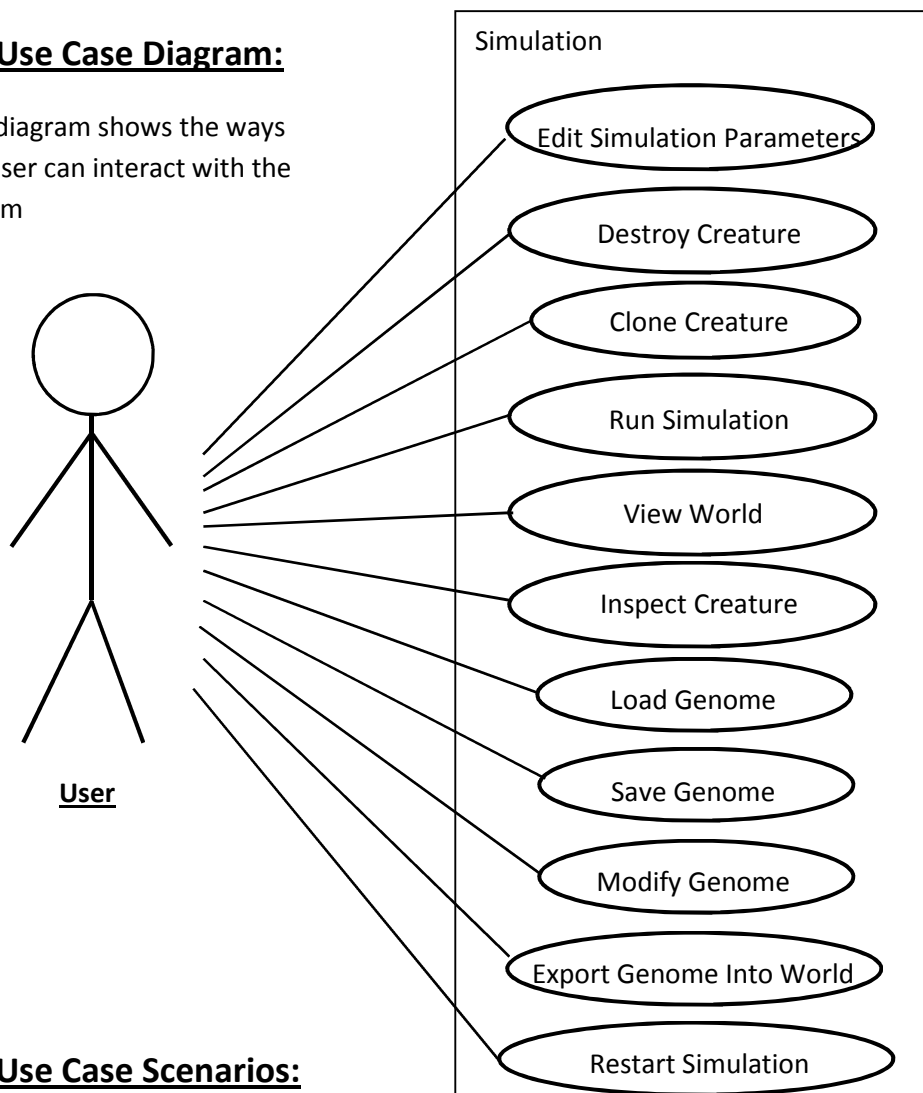 Use Case Diagram:
diagram shows the ways
ser can interact with the
m
Simulation
Edit Simulation Parameters
Destroy Creature
Clone Creature
Run Simulation
View World
Inspect Creature
Load Genome
Save Genome
Modify Genome
Export Genome Into World
Restart Simulation
User
Use Case Scenarios: